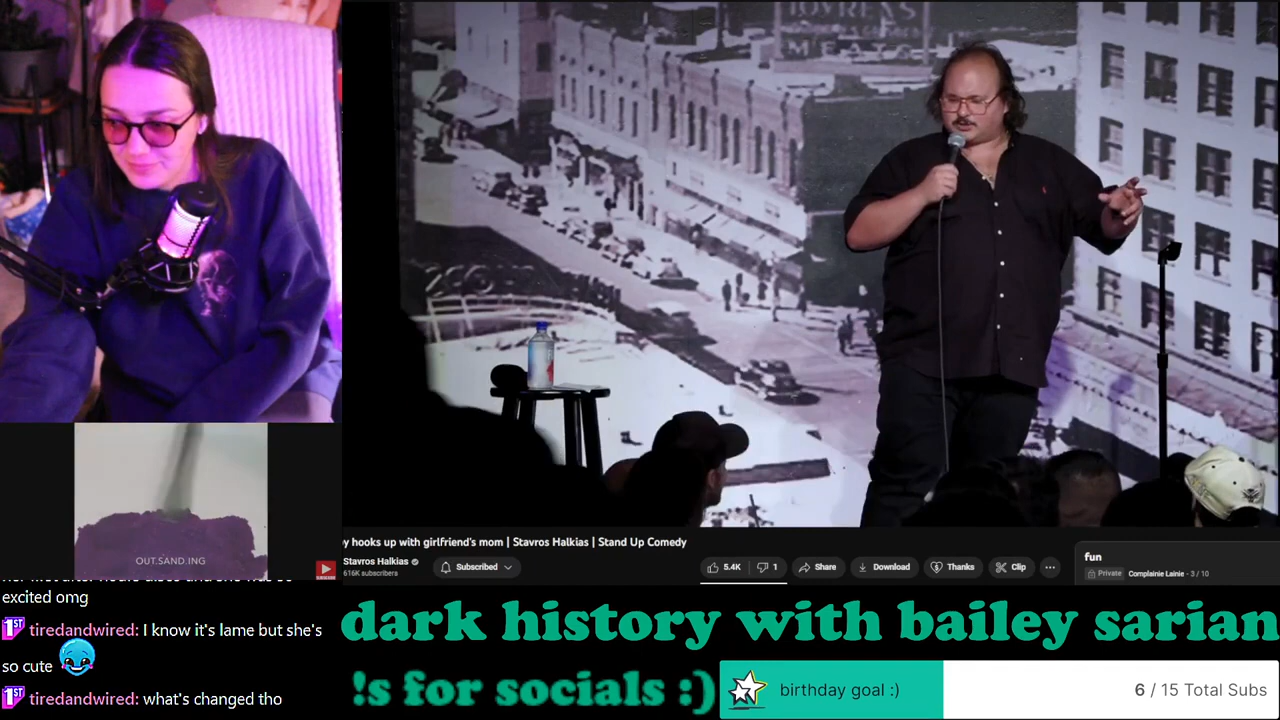 LOVRENS
MEATS
OUT.SAND.ING
y hooks up with girlfriend's mom | Stavros Halkias | Stand Up Comedy
Stavros Halkias
616K subscribers
Subscribed
5.4K
1
Share
Download
Thanks
Clip
fun
Private
Complainie Lainie - 3 / 10
excited omg
1ST tiredandwired: I know it's lame but she's
so cute
1ST tiredandwired: what's changed tho
dark history with bailey sarian
!s for socials :)
birthday goal :)
6 / 15 Total Subs